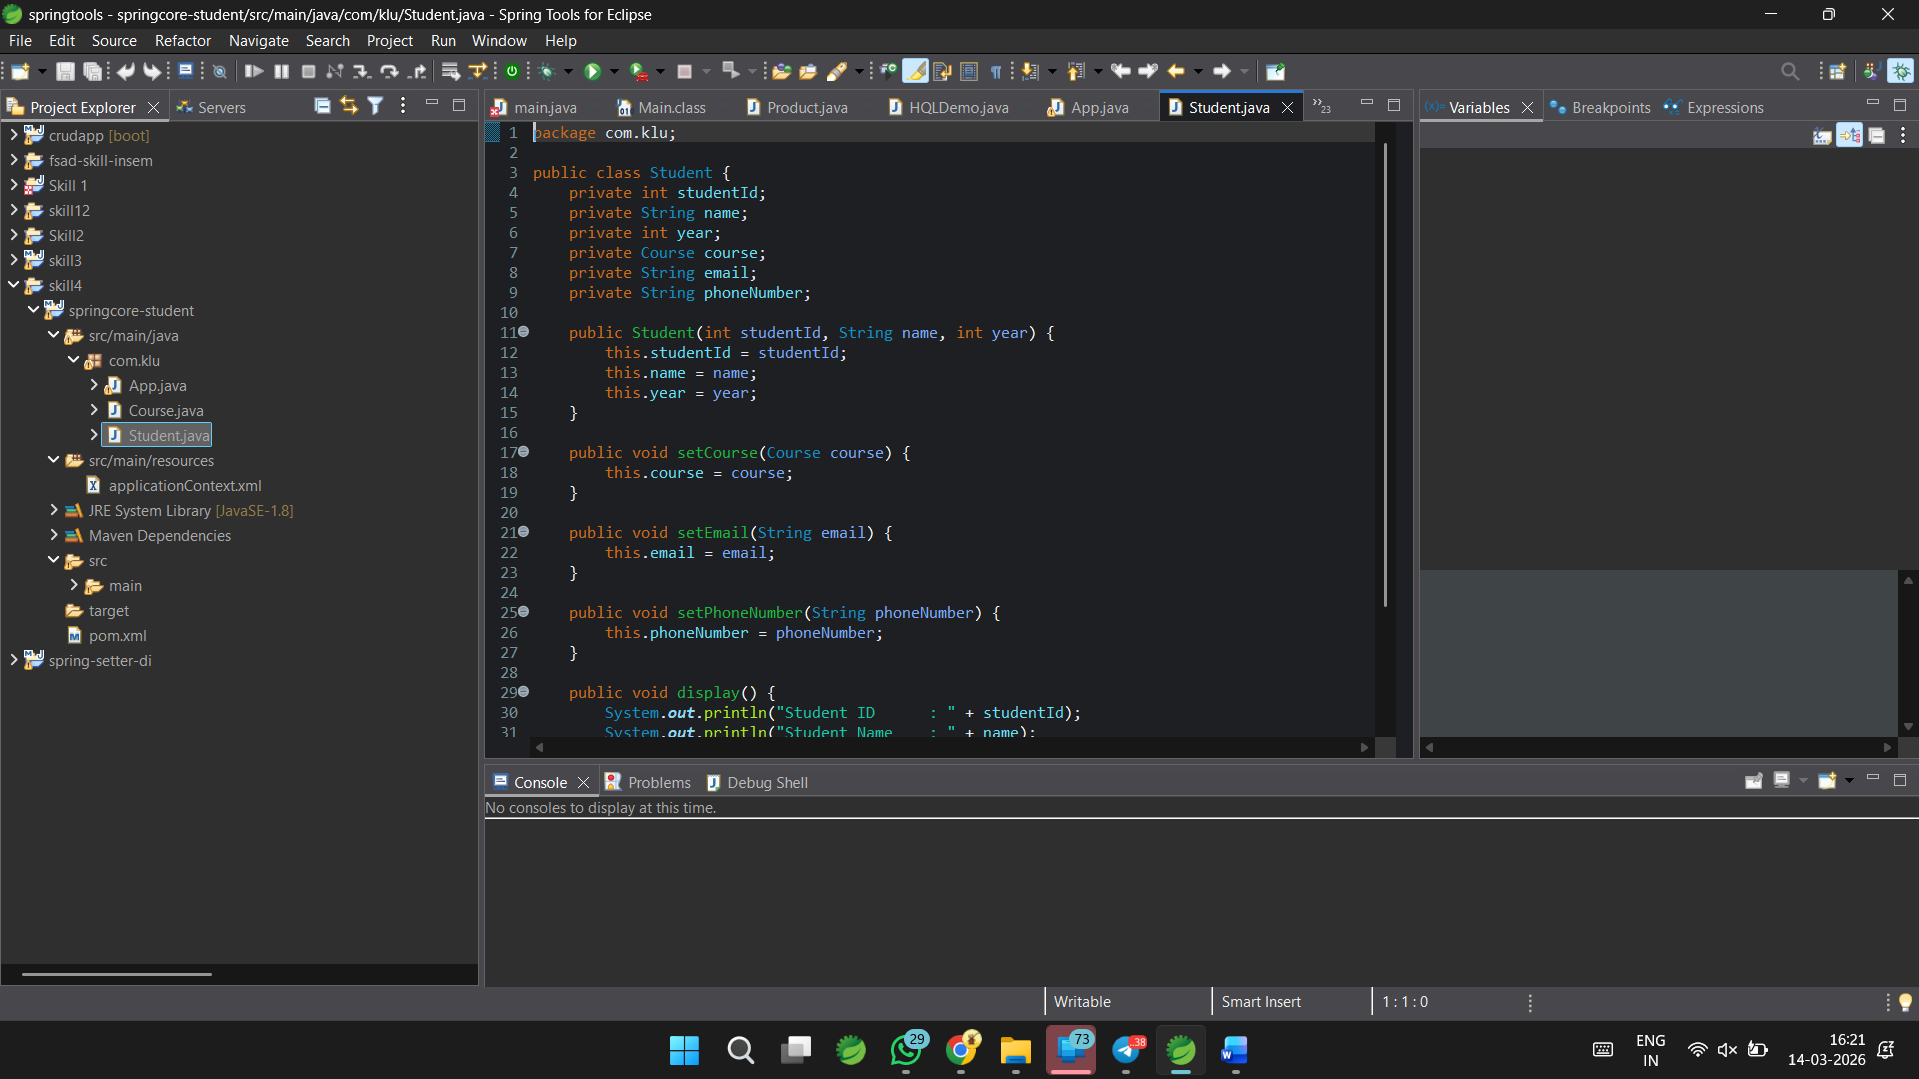 springtools - springcore-student/src/main/java/com/klu/Student.java - Spring Tools for Eclipse
File Edit Source Refactor Navigate Search Project Run Window Help
Project Explorer Servers
crudapp [boot]
fsad-skill-insem
Skill 1
skill12
Skill2
skill3
skill4
springcore-student
src/main/java
com.klu
App.java
Course.java
Student.java
src/main/resources
applicationContext.xml
JRE System Library [JavaSE-1.8]
Maven Dependencies
src
main
target
pom.xml
spring-setter-di
main.java Main.class Product.java HQLDemo.java App.java Student.java »23
1 package com.klu;
2
3 public class Student {
4 private int studentId;
5 private String name;
6 private int year;
7 private Course course;
8 private String email;
9 private String phoneNumber;
10
11 public Student(int studentId, String name, int year) {
12 this.studentId = studentId;
13 this.name = name;
14 this.year = year;
15 }
16
17 public void setCourse(Course course) {
18 this.course = course;
19 }
20
21 public void setEmail(String email) {
22 this.email = email;
23 }
24
25 public void setPhoneNumber(String phoneNumber) {
26 this.phoneNumber = phoneNumber;
27 }
28
29 public void display() {
30 System.out.println("Student ID      : " + studentId);
31 System.out.println("Student Name    : " + name);
(x)= Variables Breakpoints Expressions
Console Problems Debug Shell
No consoles to display at this time.
Writable Smart Insert 1 : 1 : 0
29
73
38
ENG
IN
16:21
14-03-2026